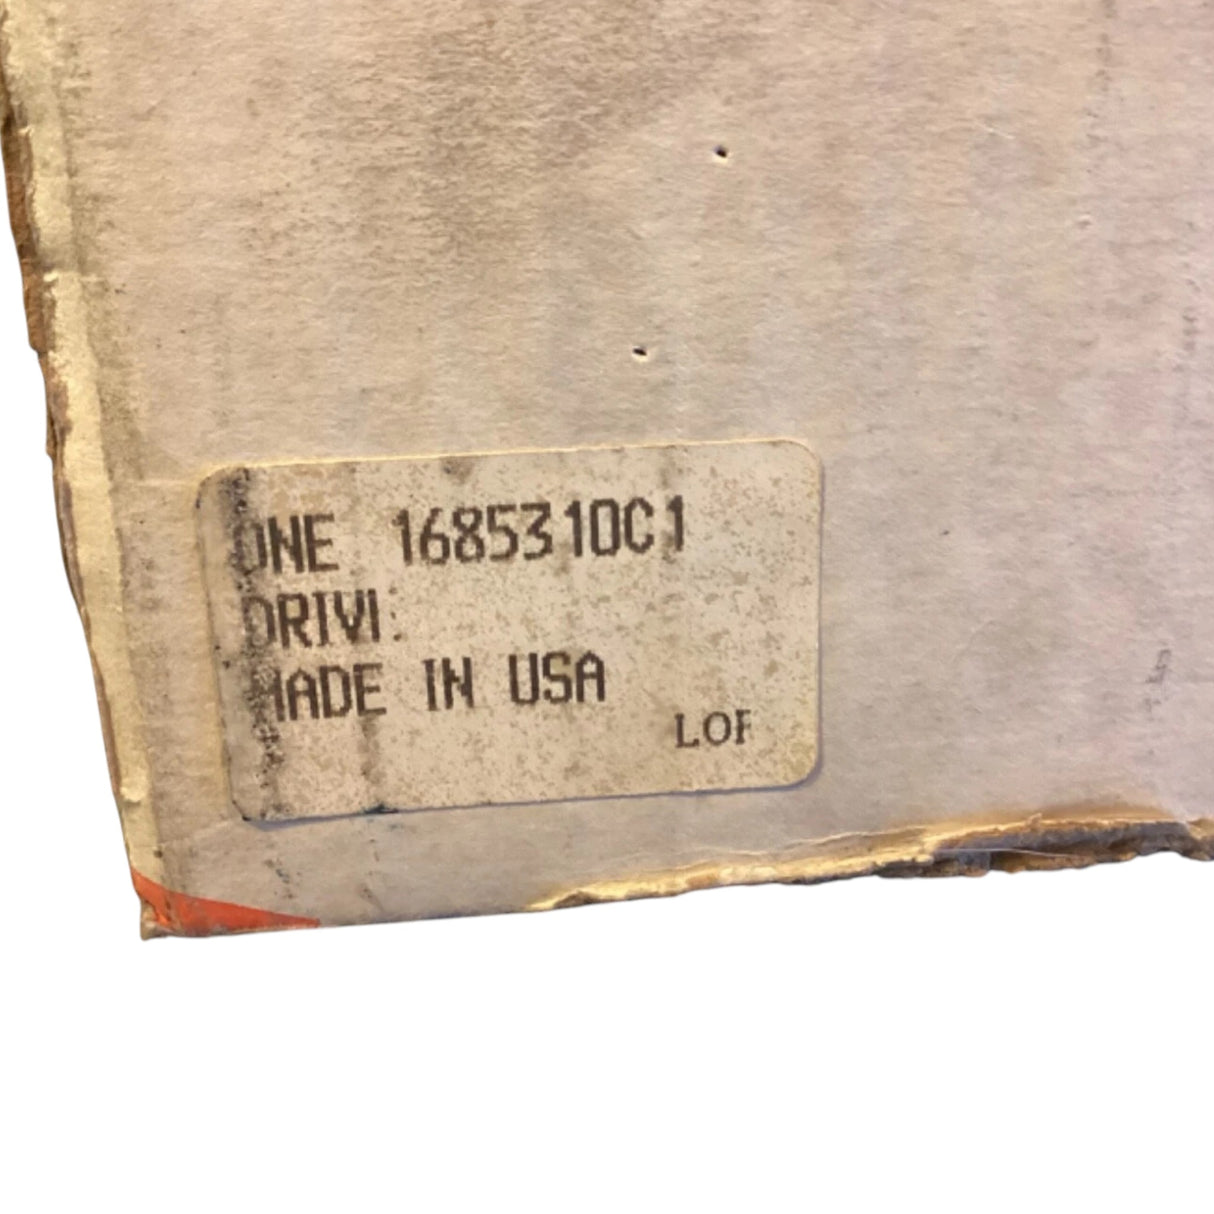 ONE 1685310C1
DRIVI
MADE IN USA
LOF